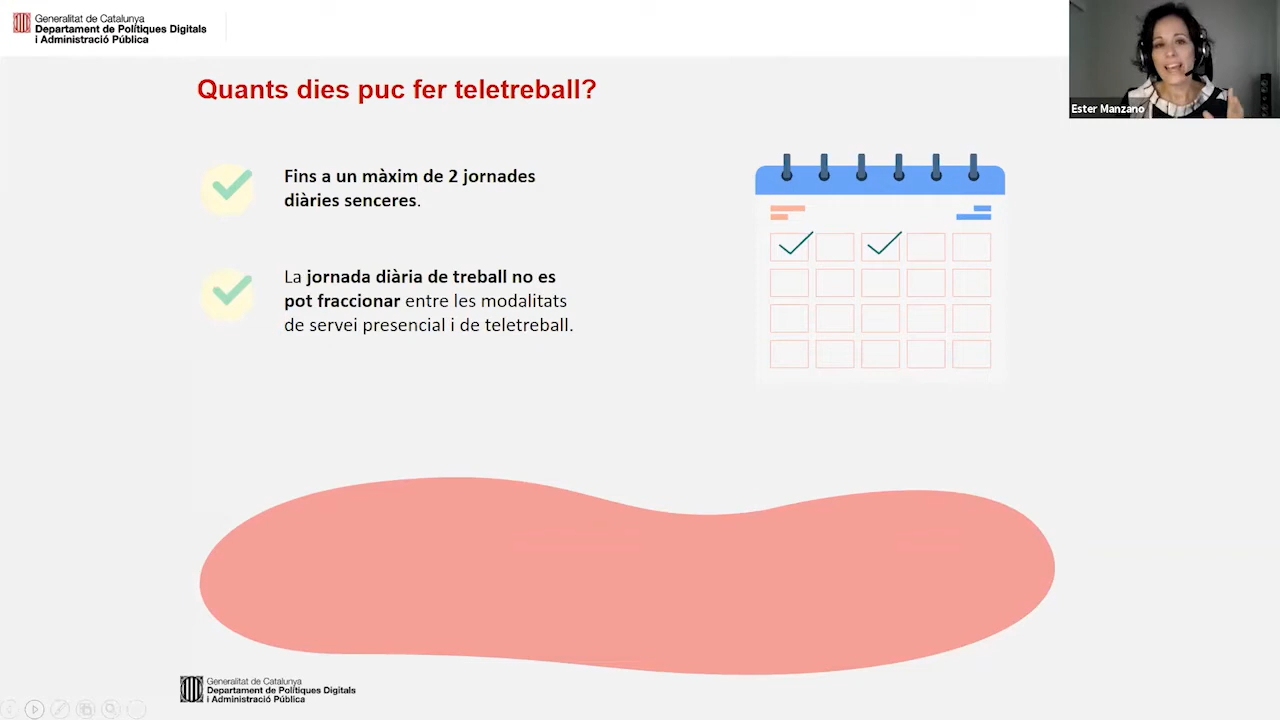 Generalitat de Catalunya
Departament de Polítiques Digitals
i Administració Pública
Ester Manzano
Quants dies puc fer teletreball?
Fins a un màxim de 2 jornades
diàries senceres.
La jornada diària de treball no es
pot fraccionar entre les modalitats
de servei presencial i de teletreball.
Generalitat de Catalunya
Departament de Polítiques Digitals
i Administració Pública